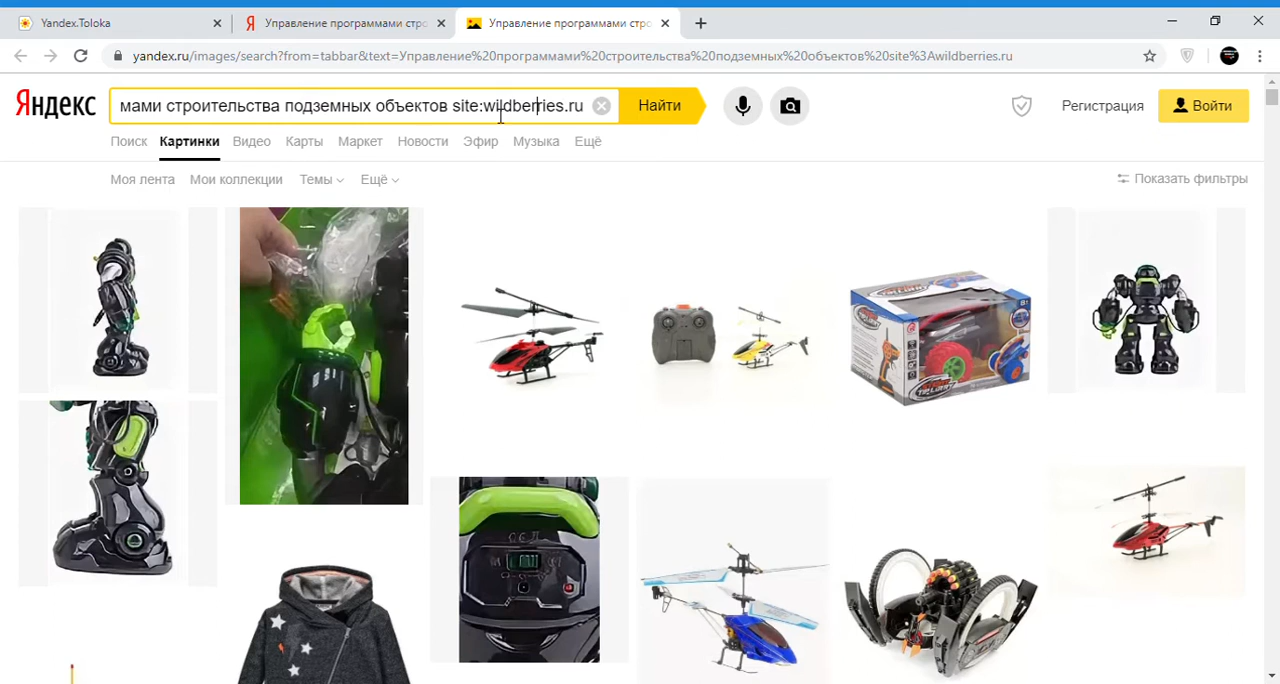 Yandex.Toloka
Управление программами стро
Управление программами стро
yandex.ru/images/search?from=tabbar&text=Управление%20программами%20строительства%20подземных%20объектов%20site%3Awildberries.ru
Яндекс
мами строительства подземных объектов site:wildberries.ru
Найти
Регистрация
Войти
Поиск Картинки Видео Карты Маркет Новости Эфир Музыка Ещё
Моя лента Мои коллекции Темы Ещё
Показать фильтры